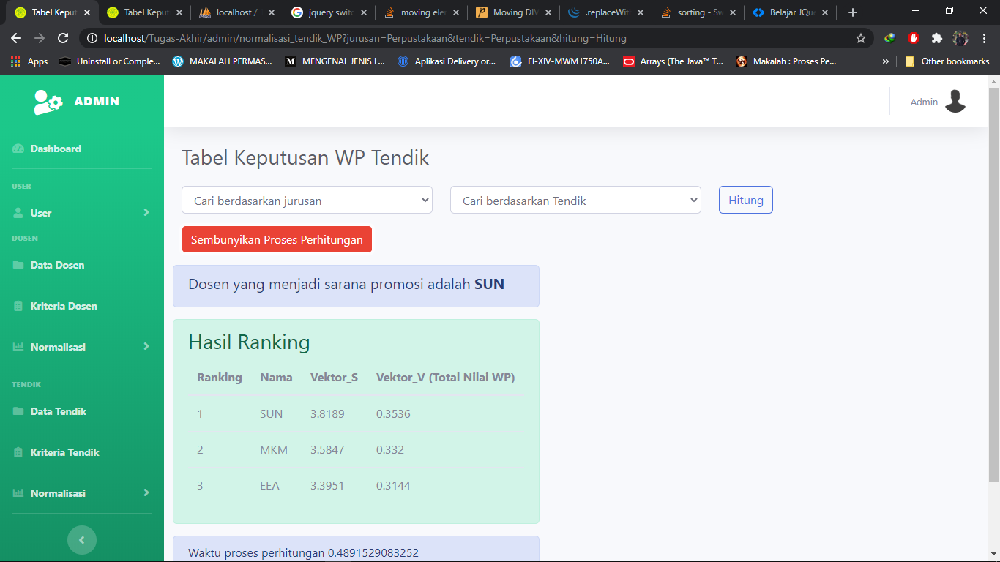 Tabel Keput
Tabel Keput
localhost /
jquery switc
moving eler
Moving DIV
.replaceWit
sorting - Sw
Belajar JQue
localhost/Tugas-Akhir/admin/normalisasi_tendik_WP?jurusan=Perpustakaan&tendik=Perpustakaan&hitung=Hitung
Apps
Uninstall or Comple...
MAKALAH PERMAS...
MENGENAL JENIS L...
Aplikasi Delivery or...
FI-XIV-MWM1750A...
Arrays (The Java™ T...
Makalah : Proses Pe...
»
Other bookmarks
ADMIN
Admin
Dashboard
USER
User
DOSEN
Data Dosen
Kriteria Dosen
Normalisasi
TENDIK
Data Tendik
Kriteria Tendik
Normalisasi
Tabel Keputusan WP Tendik
Cari berdasarkan jurusan
Cari berdasarkan Tendik
Hitung
Sembunyikan Proses Perhitungan
Dosen yang menjadi sarana promosi adalah SUN
Hasil Ranking
Ranking Nama Vektor_S Vektor_V (Total Nilai WP)
1 SUN 3.8189 0.3536
2 MKM 3.5847 0.332
3 EEA 3.3951 0.3144
Waktu proses perhitungan 0.4891529083252